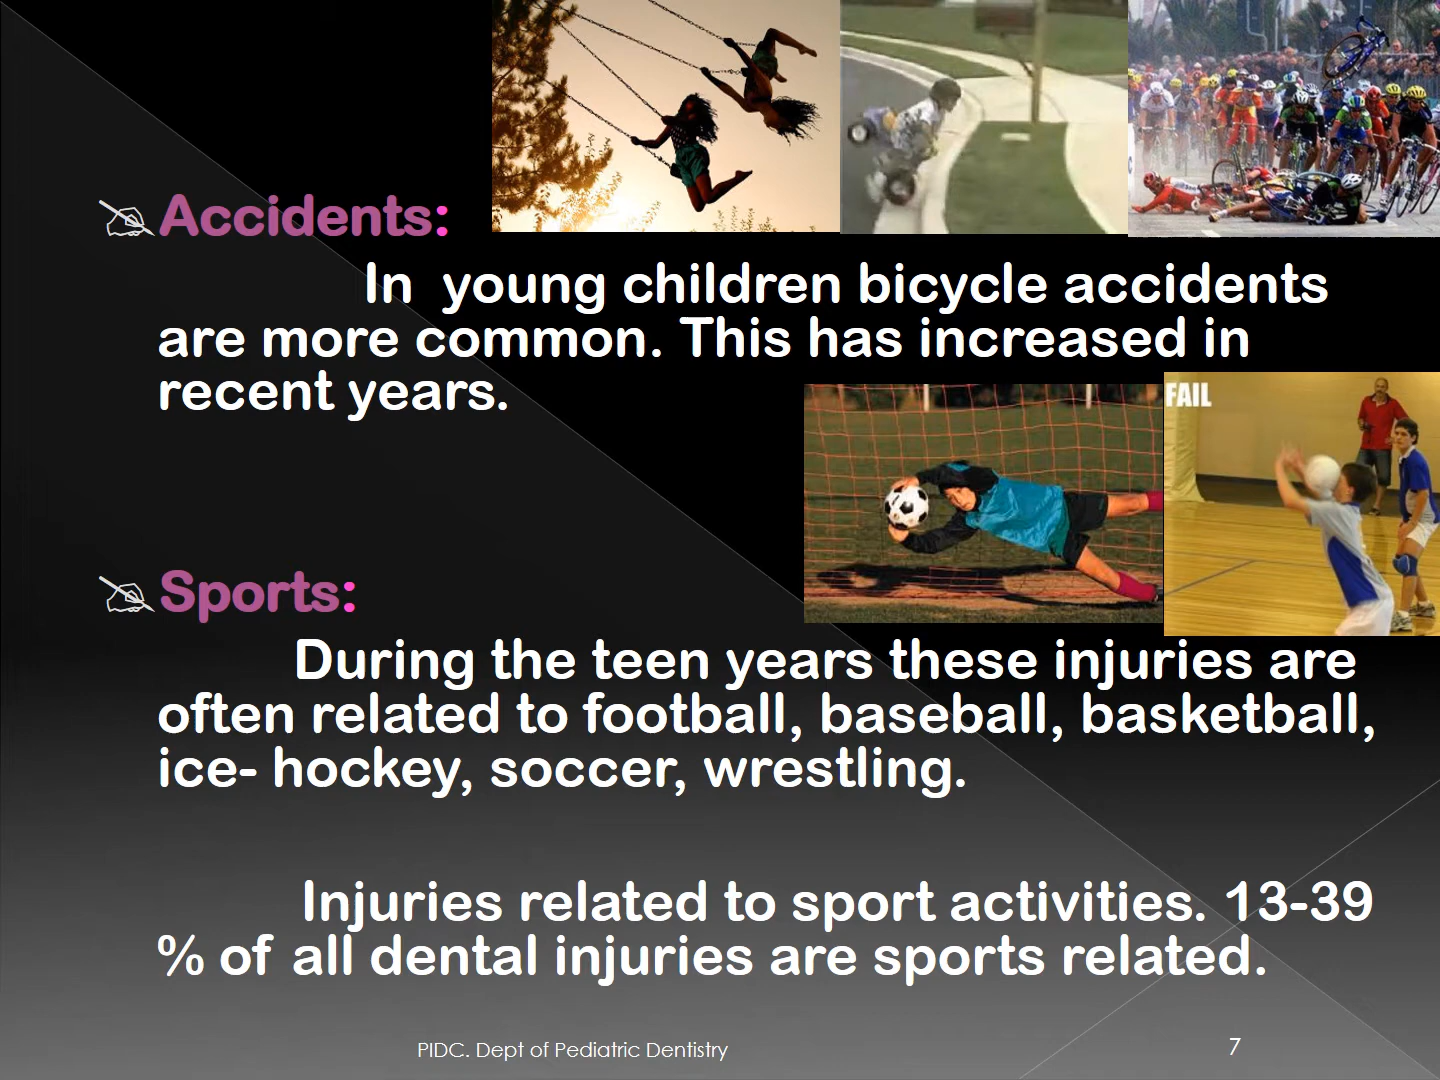 Accidents:
In young children bicycle accidents
are more common. This has increased in
recent years.
FAIL
Sports:
During the teen years these injuries are
often related to football, baseball, basketball,
ice- hockey, soccer, wrestling.
Injuries related to sport activities. 13-39
% of all dental injuries are sports related.
PIDC. Dept of Pediatric Dentistry
7